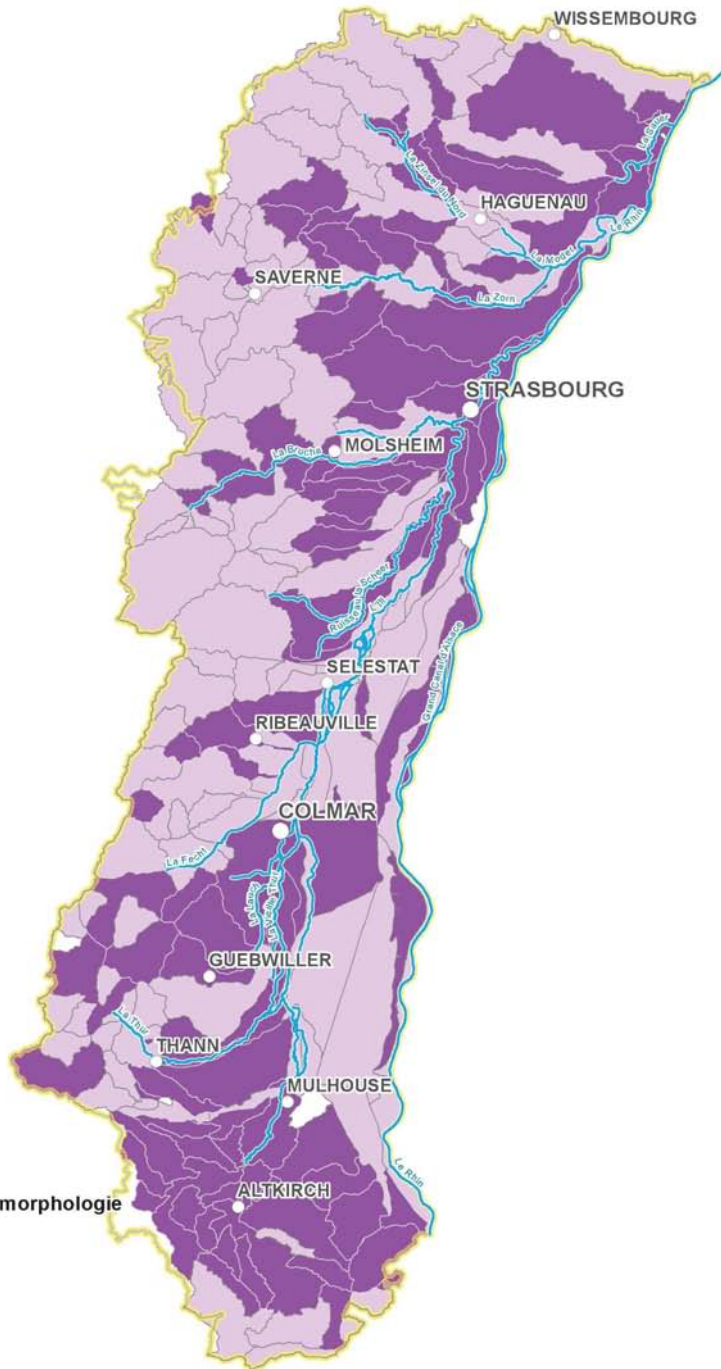 WISSEMBOURG
La Sauer
La Zinsel du Nord
HAGUENAU
Le Rhin
La Moder
SAVERNE
La Zorn
STRASBOURG
MOLSHEIM
La Bruche
Ruisseau la Scheer
L'Ill
Grand Canal d'Alsace
SELESTAT
RIBEAUVILLE
COLMAR
La Fecht
La Lauch
La Vieille Thur
GUEBWILLER
La Thur
THANN
MULHOUSE
Le Rhin
ALTKIRCH
morphologie